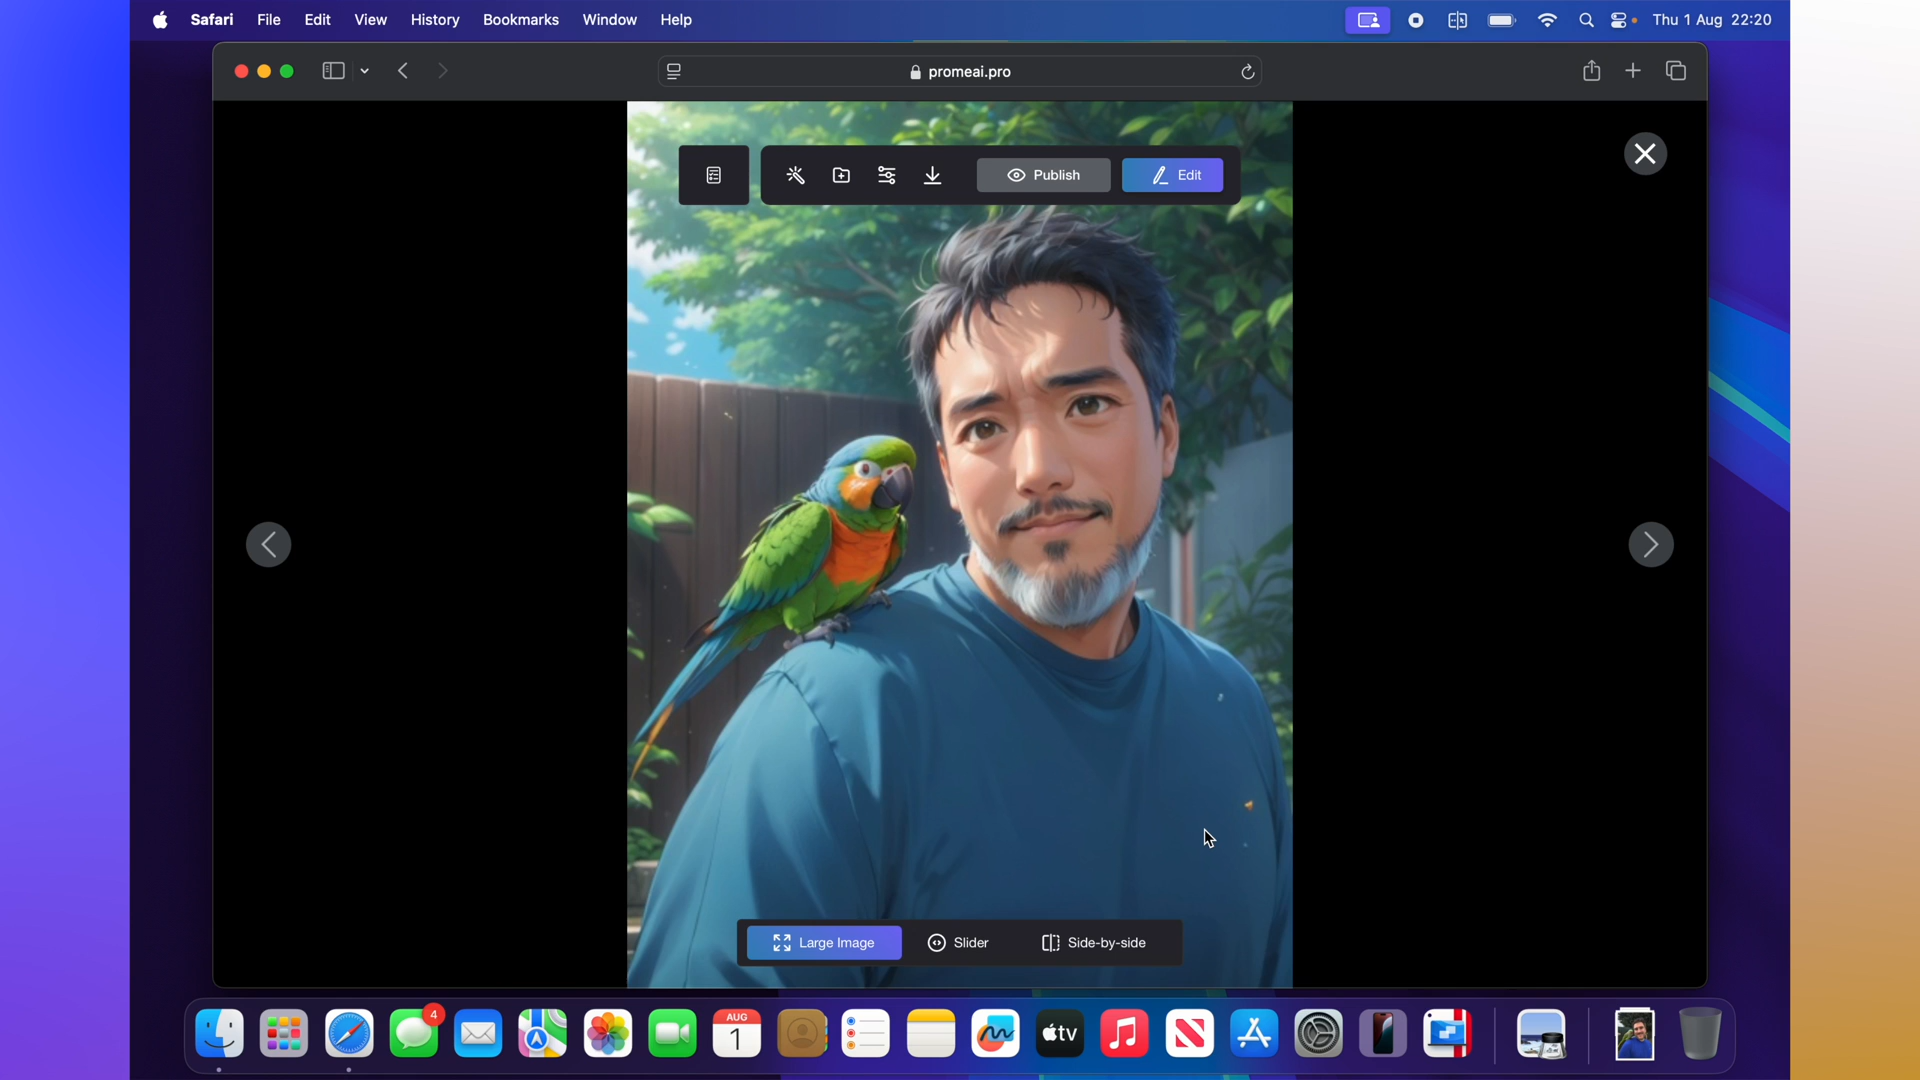 Safari File Edit View History Bookmarks Window Help Thu 1 Aug 22:20
promeai.pro
Publish Edit
Large Image Slider Side-by-side
4
AUG
1
tv